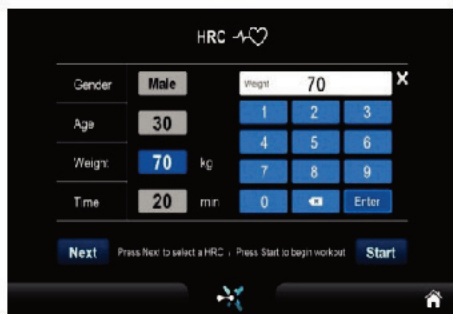 HRC
Gender Male
Weight 70 X
Age 30
1 2 3
4 5 6
Weight 70 kg
7 8 9
Time 20 min
0 Enter
Next Press Next to select a HRC , Press Start to begin workout Start